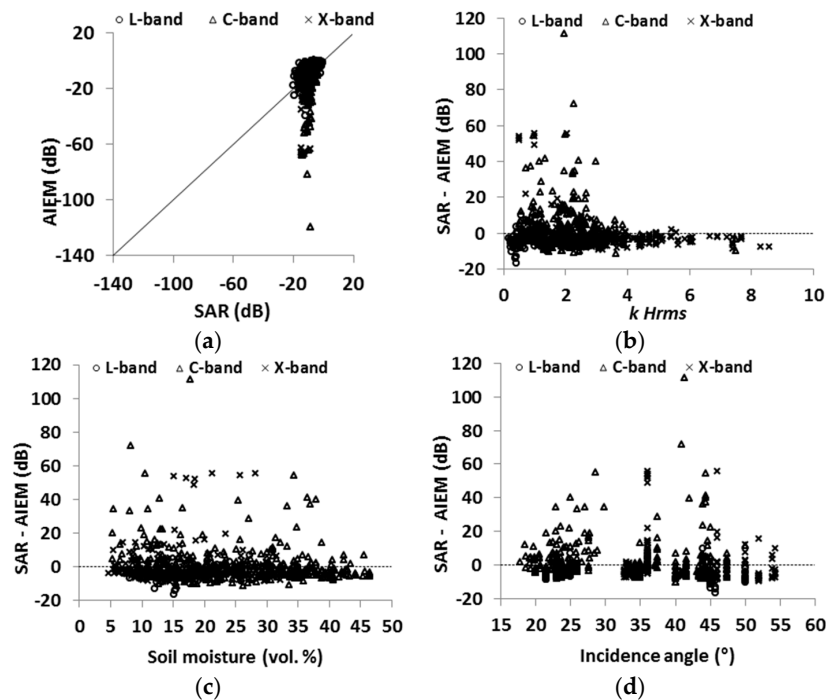 L-band C-band X-band
20
-20
-60
-100
-140
AIEM (dB)
-140 -100 -60 -20 20
SAR (dB)
(a)
L-band C-band X-band
120
100
80
60
40
20
0
-20
SAR - AIEM (dB)
0 2 4 6 8 10
k Hrms
(b)
L-band C-band X-band
120
100
80
60
40
20
0
-20
SAR - AIEM (dB)
0 5 10 15 20 25 30 35 40 45 50
Soil moisture (vol. %)
(c)
L-band C-band X-band
120
100
80
60
40
20
0
-20
SAR - AIEM (dB)
15 20 25 30 35 40 45 50 55 60
Incidence angle (°)
(d)